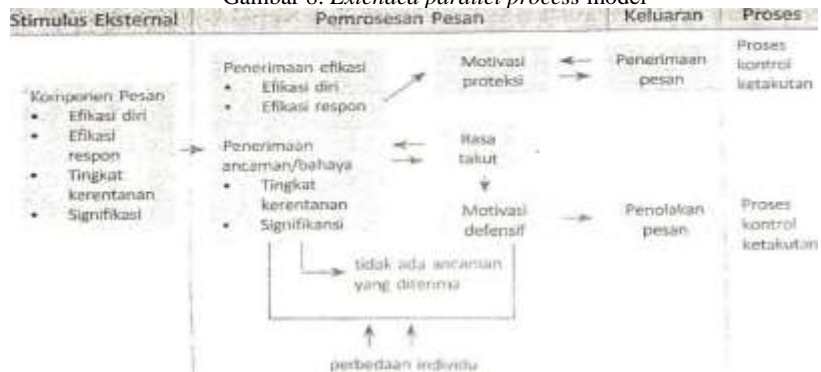 Gambar 6. Extended parallel process model
Stimulus Eksternal
Pemrosesan Pesan
Keluaran
Proses
Komponen Pesan
• Efikasi diri
• Efikasi
respon
• Tingkat
kerentanan
• Signifikasi
Penerimaan efikasi
• Efikasi diri
• Efikasi respon
Motivasi
proteksi
Penerimaan
pesan
Proses
kontrol
ketakutan
Penerimaan
ancaman/bahaya
• Tingkat
kerentanan
• Signifikansi
Rasa
takut
Motivasi
defensif
Penolakan
pesan
Proses
kontrol
ketakutan
tidak ada ancaman
yang diterima
perbedaan individu